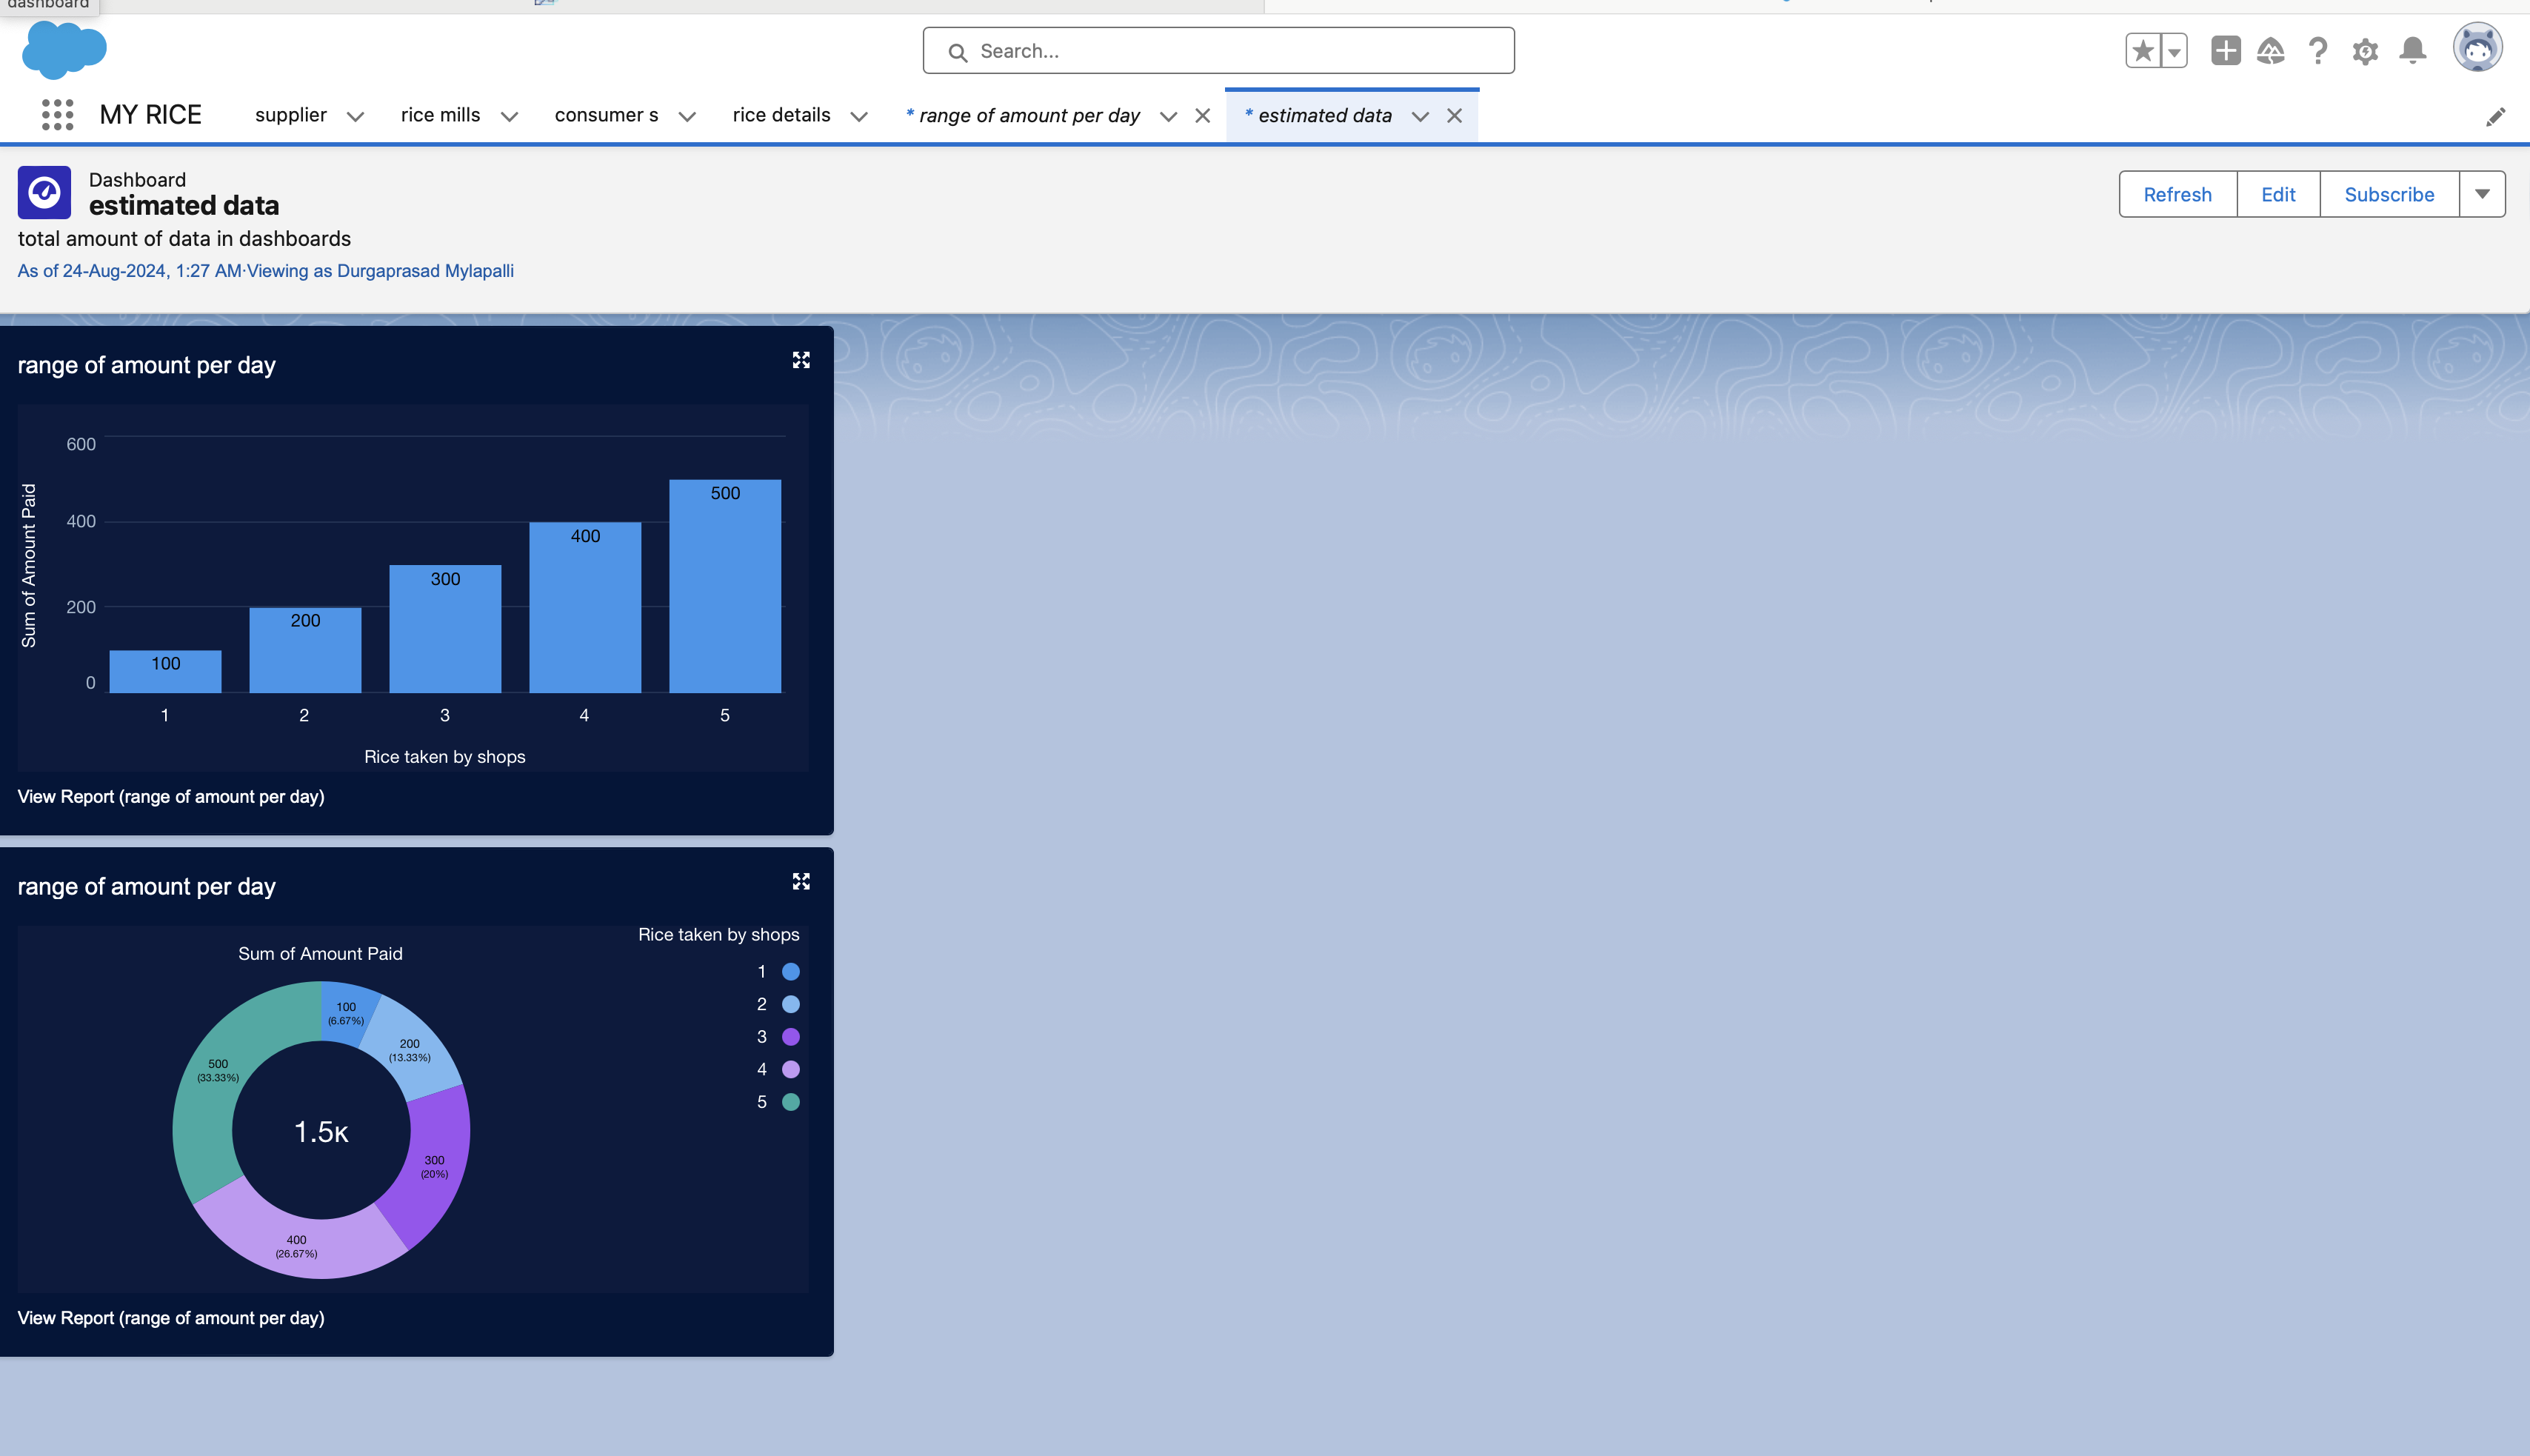 dashboard
Search...
MY RICE
supplier
rice mills
consumer s
rice details
* range of amount per day
* estimated data
Dashboard
estimated data
total amount of data in dashboards
As of 24-Aug-2024, 1:27 AM·Viewing as Durgaprasad Mylapalli
Refresh
Edit
Subscribe
range of amount per day
Sum of Amount Paid
600
400
200
0
100
200
300
400
500
1
2
3
4
5
Rice taken by shops
View Report (range of amount per day)
range of amount per day
Sum of Amount Paid
Rice taken by shops
1
2
3
4
5
100
(6.67%)
200
(13.33%)
300
(20%)
400
(26.67%)
500
(33.33%)
1.5K
View Report (range of amount per day)